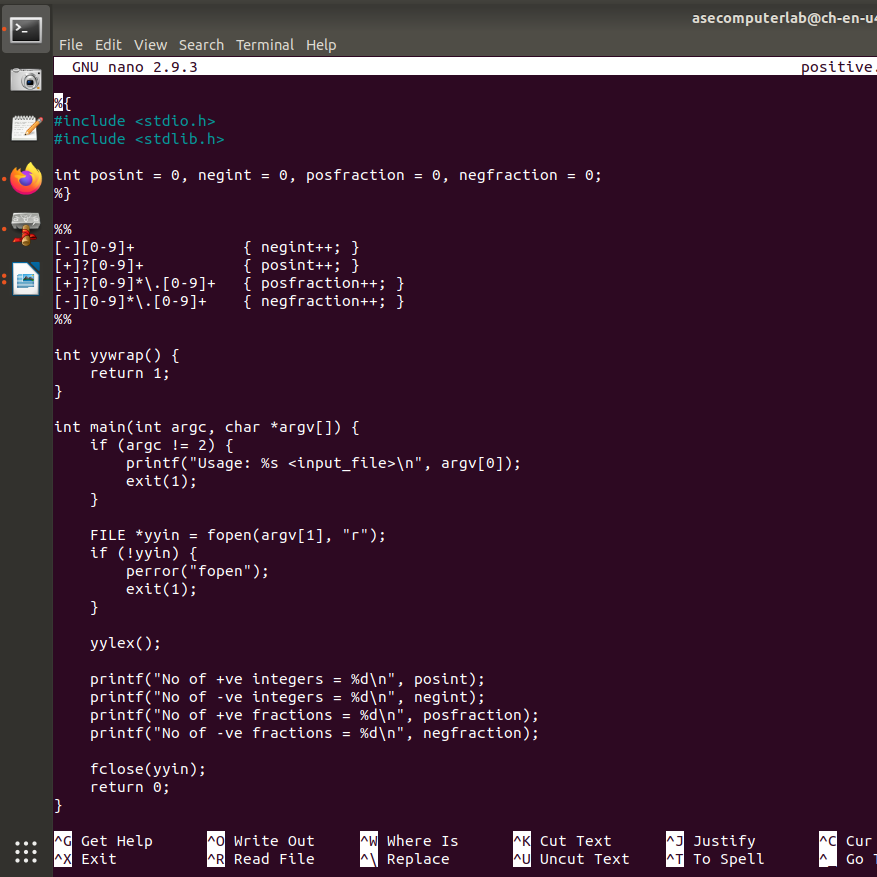 asecomputerlab@ch-en-u4
File Edit View Search Terminal Help
GNU nano 2.9.3 positive.
%{
#include <stdio.h>
#include <stdlib.h>
int posint = 0, negint = 0, posfraction = 0, negfraction = 0;
%}
%%
[-][0-9]+ { negint++; }
[+]?[0-9]+ { posint++; }
[+]?[0-9]*\.[0-9]+ { posfraction++; }
[-][0-9]*\.[0-9]+ { negfraction++; }
%%
int yywrap() {
return 1;
}
int main(int argc, char *argv[]) {
if (argc != 2) {
printf("Usage: %s <input_file>\n", argv[0]);
exit(1);
}
FILE *yyin = fopen(argv[1], "r");
if (!yyin) {
perror("fopen");
exit(1);
}
yylex();
printf("No of +ve integers = %d\n", posint);
printf("No of -ve integers = %d\n", negint);
printf("No of +ve fractions = %d\n", posfraction);
printf("No of -ve fractions = %d\n", negfraction);
fclose(yyin);
return 0;
}
^G Get Help ^O Write Out ^W Where Is ^K Cut Text ^J Justify ^C Cur
^X Exit ^R Read File ^\ Replace ^U Uncut Text ^T To Spell ^_ Go T